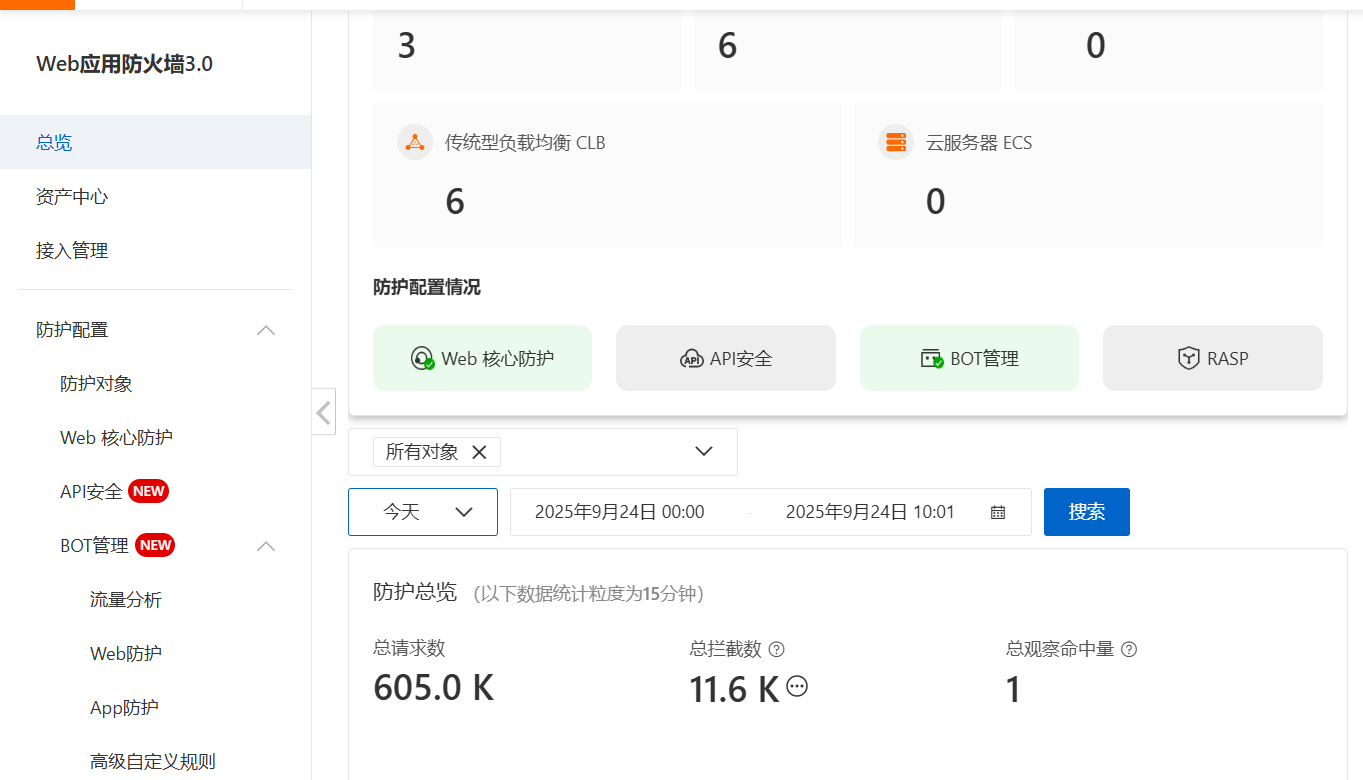 Web应用防火墙3.0
总览
资产中心
接入管理
防护配置
防护对象
Web 核心防护
API安全 NEW
BOT管理 NEW
流量分析
Web防护
App防护
高级自定义规则
3 6 0
传统型负载均衡 CLB
6
云服务器 ECS
0
防护配置情况
Web 核心防护 API API安全 BOT管理 RASP
所有对象
今天 2025年9月24日 00:00 - 2025年9月24日 10:01 搜索
防护总览 (以下数据统计粒度为15分钟)
总请求数 总拦截数 总观察命中量
605.0 K 11.6 K 1